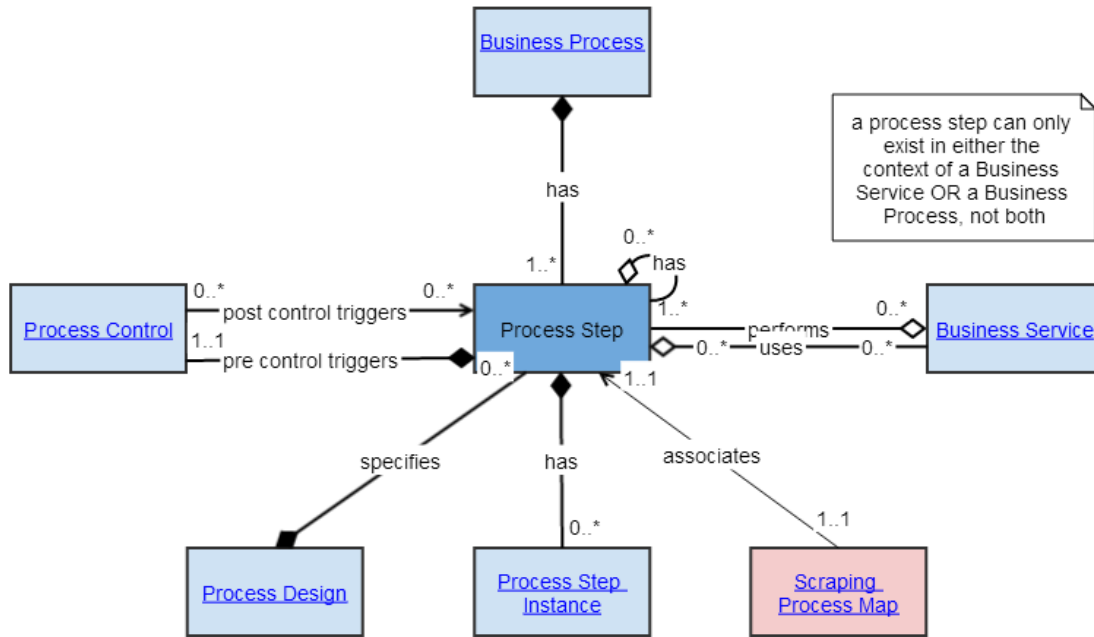 Business Process
a process step can only
exist in either the
context of a Business
Service OR a Business
Process, not both
has
0..*
has
1..*
0..*
0..*
1..*
0..*
post control triggers
performs
Process Control
Process Step
Business Service
1..1
0..*
uses
0..*
pre control triggers
0..*
1..1
specifies
has
associates
0..*
1..1
Process Design
Process Step
Instance
Scraping
Process Map